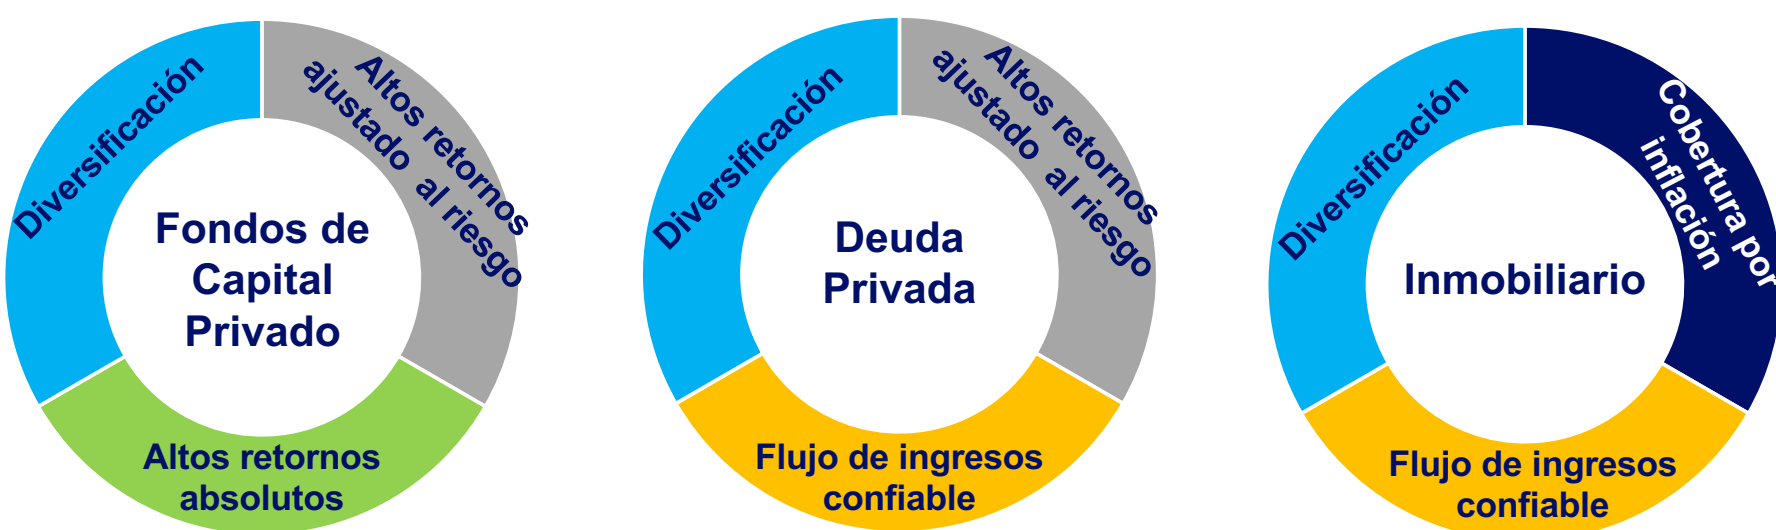 Diversificación
Altos retornos
ajustado al riesgo
Fondos de
Capital
Privado
Altos retornos
absolutos
Diversificación
Altos retornos
ajustado al riesgo
Deuda
Privada
Flujo de ingresos
confiable
Diversificación
Cobertura por
inflación
Inmobiliario
Flujo de ingresos
confiable